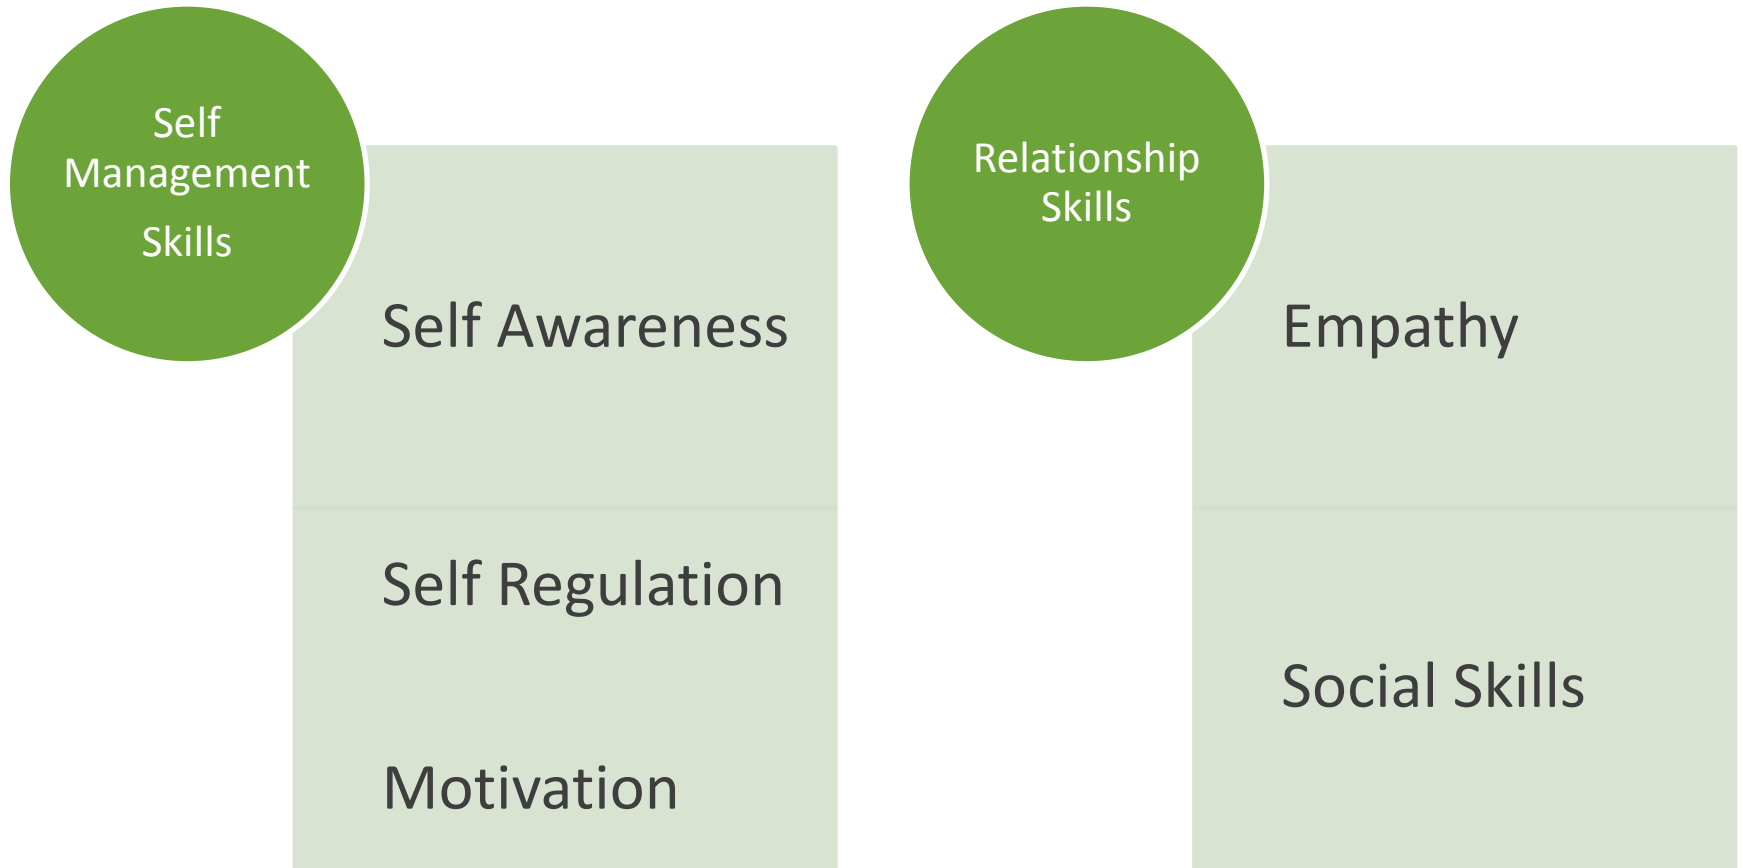 Self
Management
Skills
Self Awareness
Self Regulation
Motivation
Relationship
Skills
Empathy
Social Skills